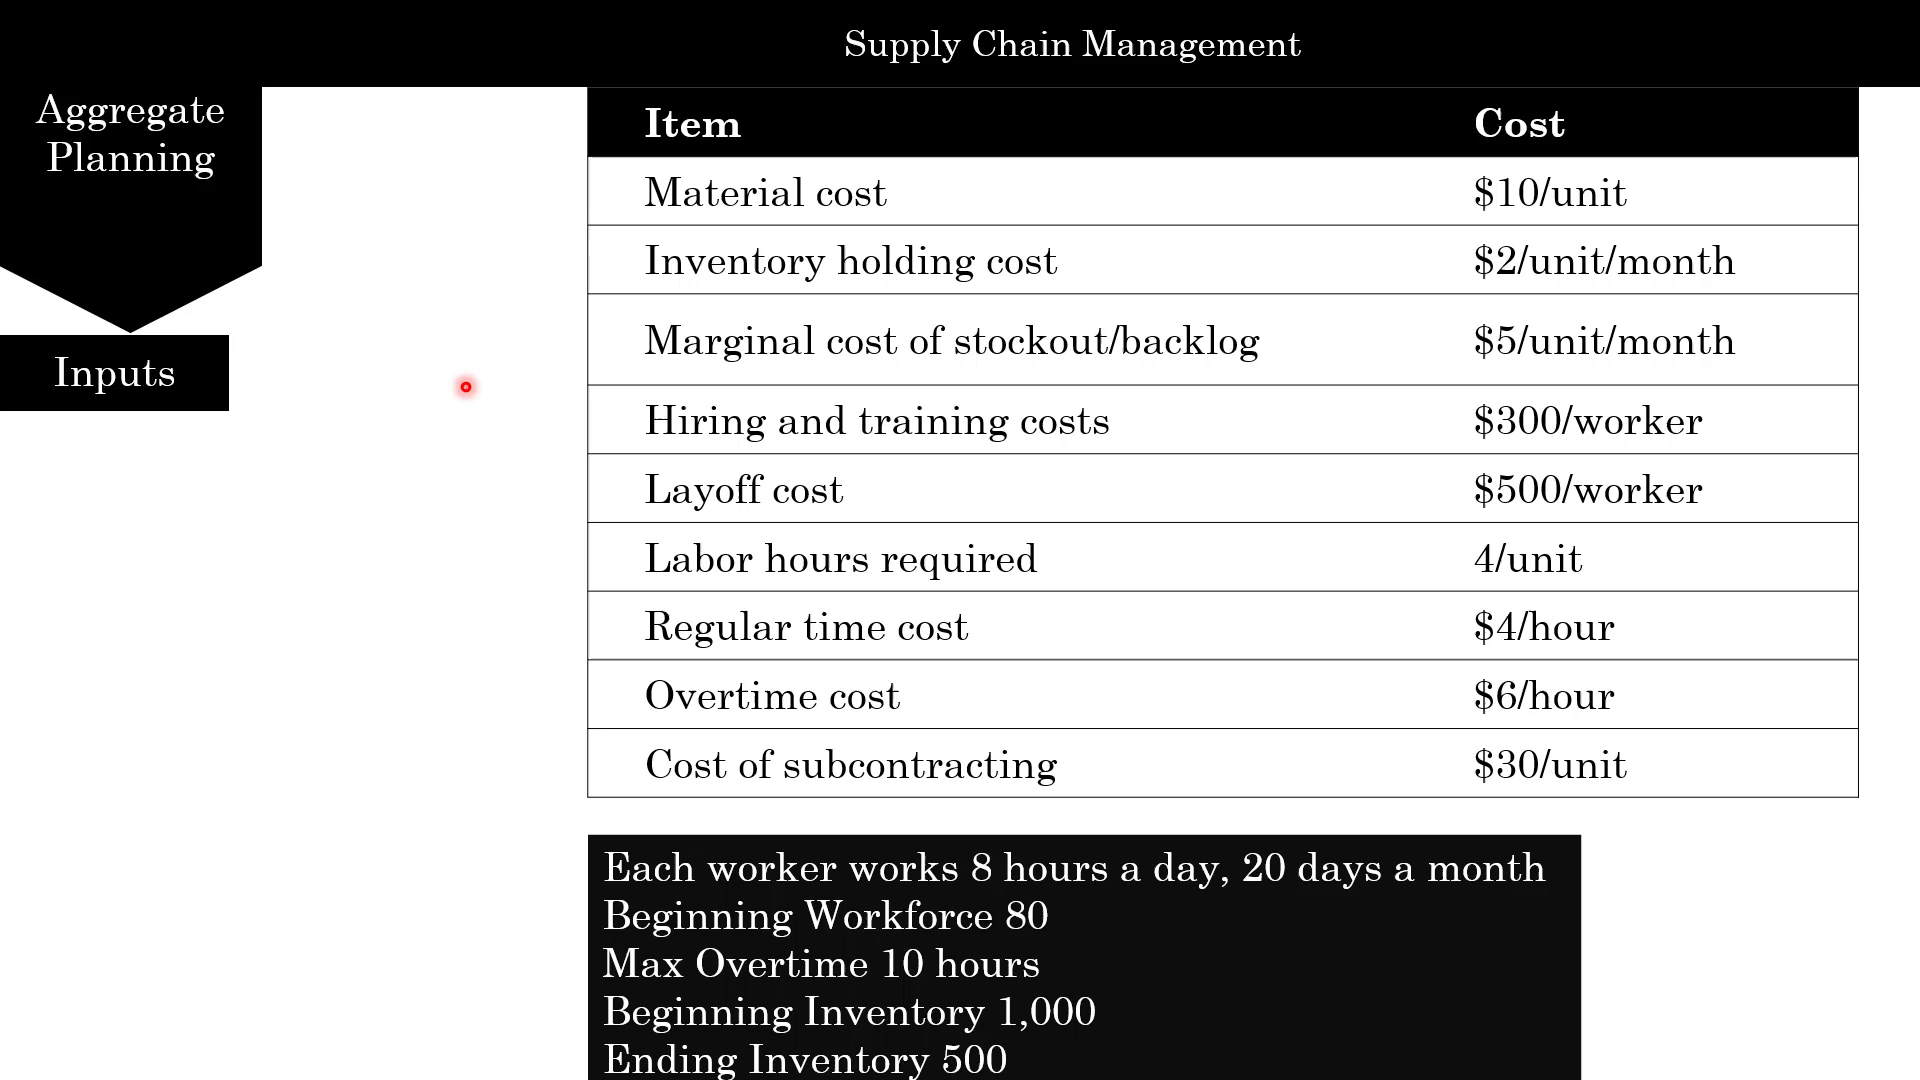 Supply Chain Management
Aggregate
Planning
Inputs
Item Cost
Material cost $10/unit
Inventory holding cost $2/unit/month
Marginal cost of stockout/backlog $5/unit/month
Hiring and training costs $300/worker
Layoff cost $500/worker
Labor hours required 4/unit
Regular time cost $4/hour
Overtime cost $6/hour
Cost of subcontracting $30/unit
Each worker works 8 hours a day, 20 days a month
Beginning Workforce 80
Max Overtime 10 hours
Beginning Inventory 1,000
Ending Inventory 500